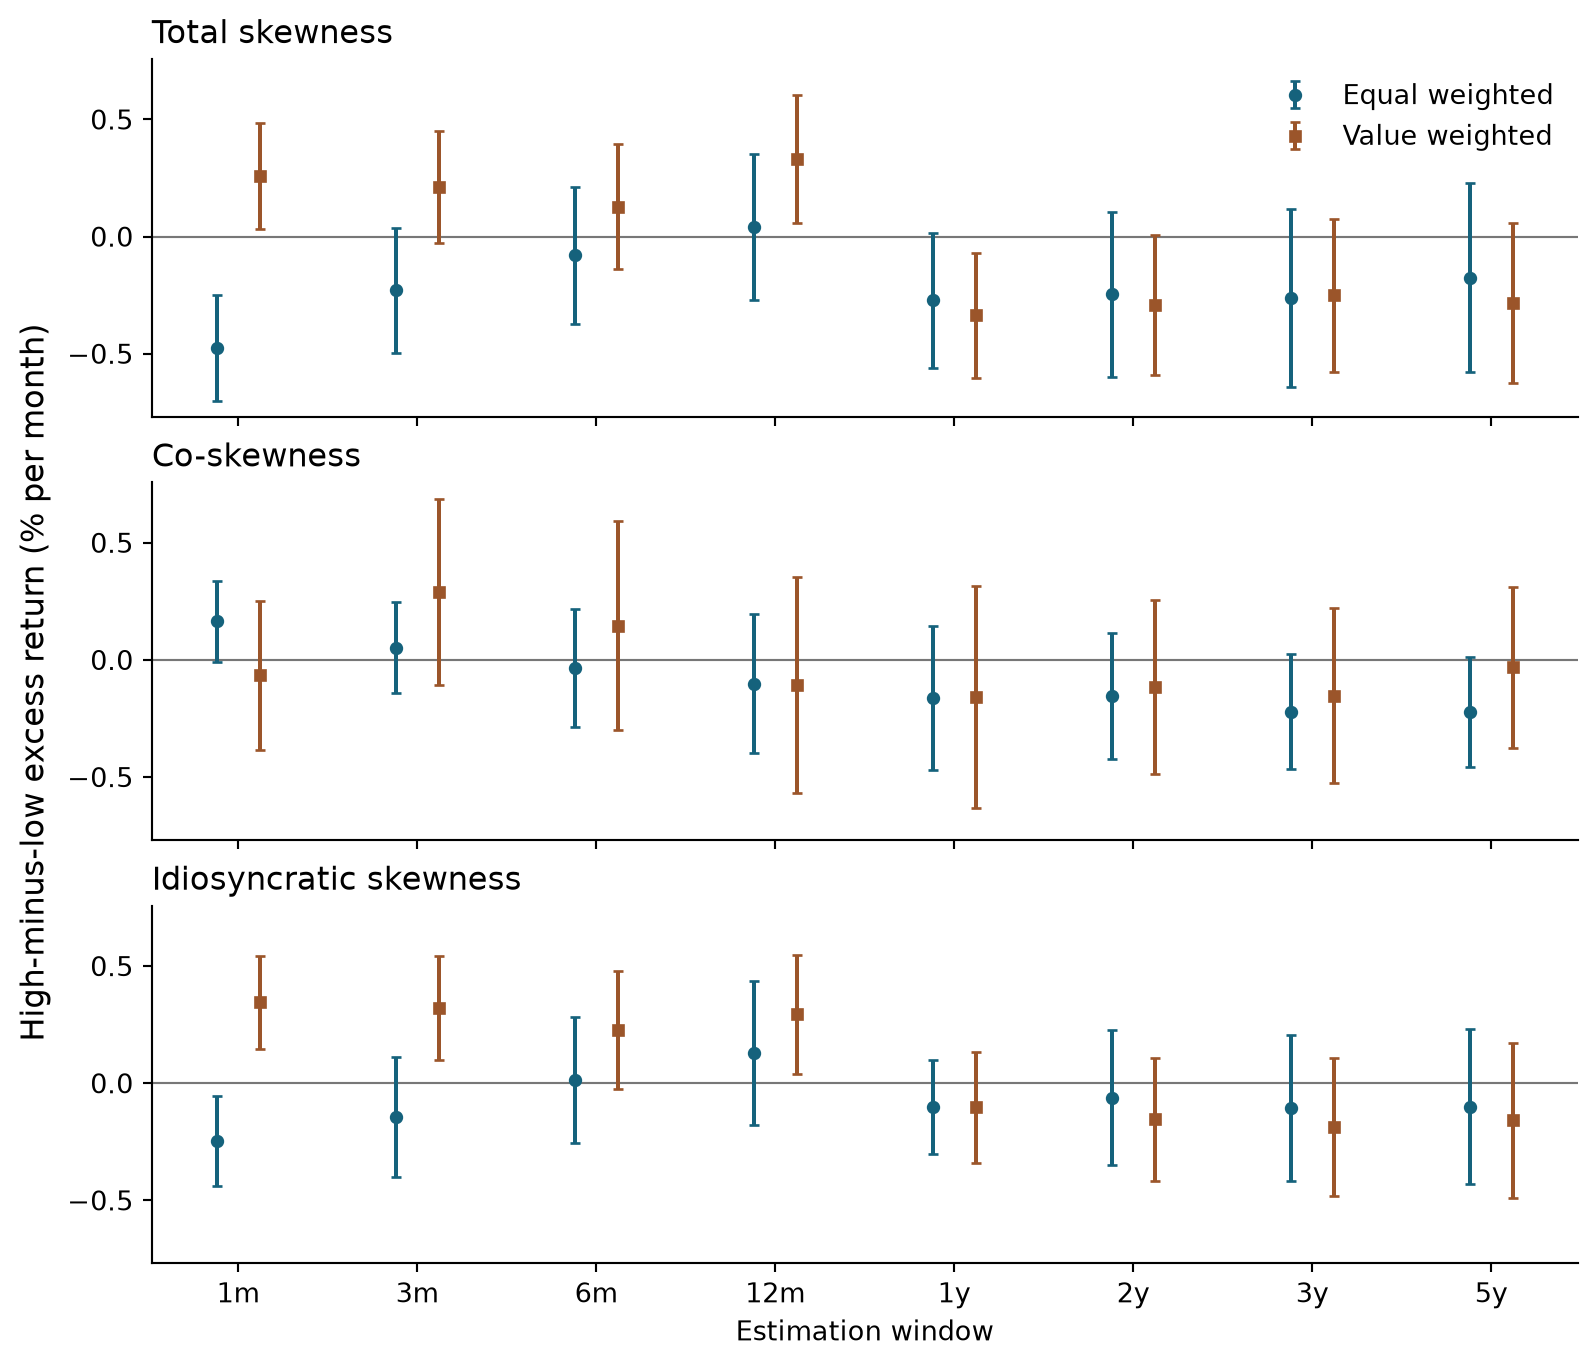 Total skewness
Equal weighted
Value weighted
0.5
0.0
−0.5
Co-skewness
0.5
0.0
−0.5
High-minus-low excess return (% per month)
Idiosyncratic skewness
0.5
0.0
−0.5
1m 3m 6m 12m 1y 2y 3y 5y
Estimation window